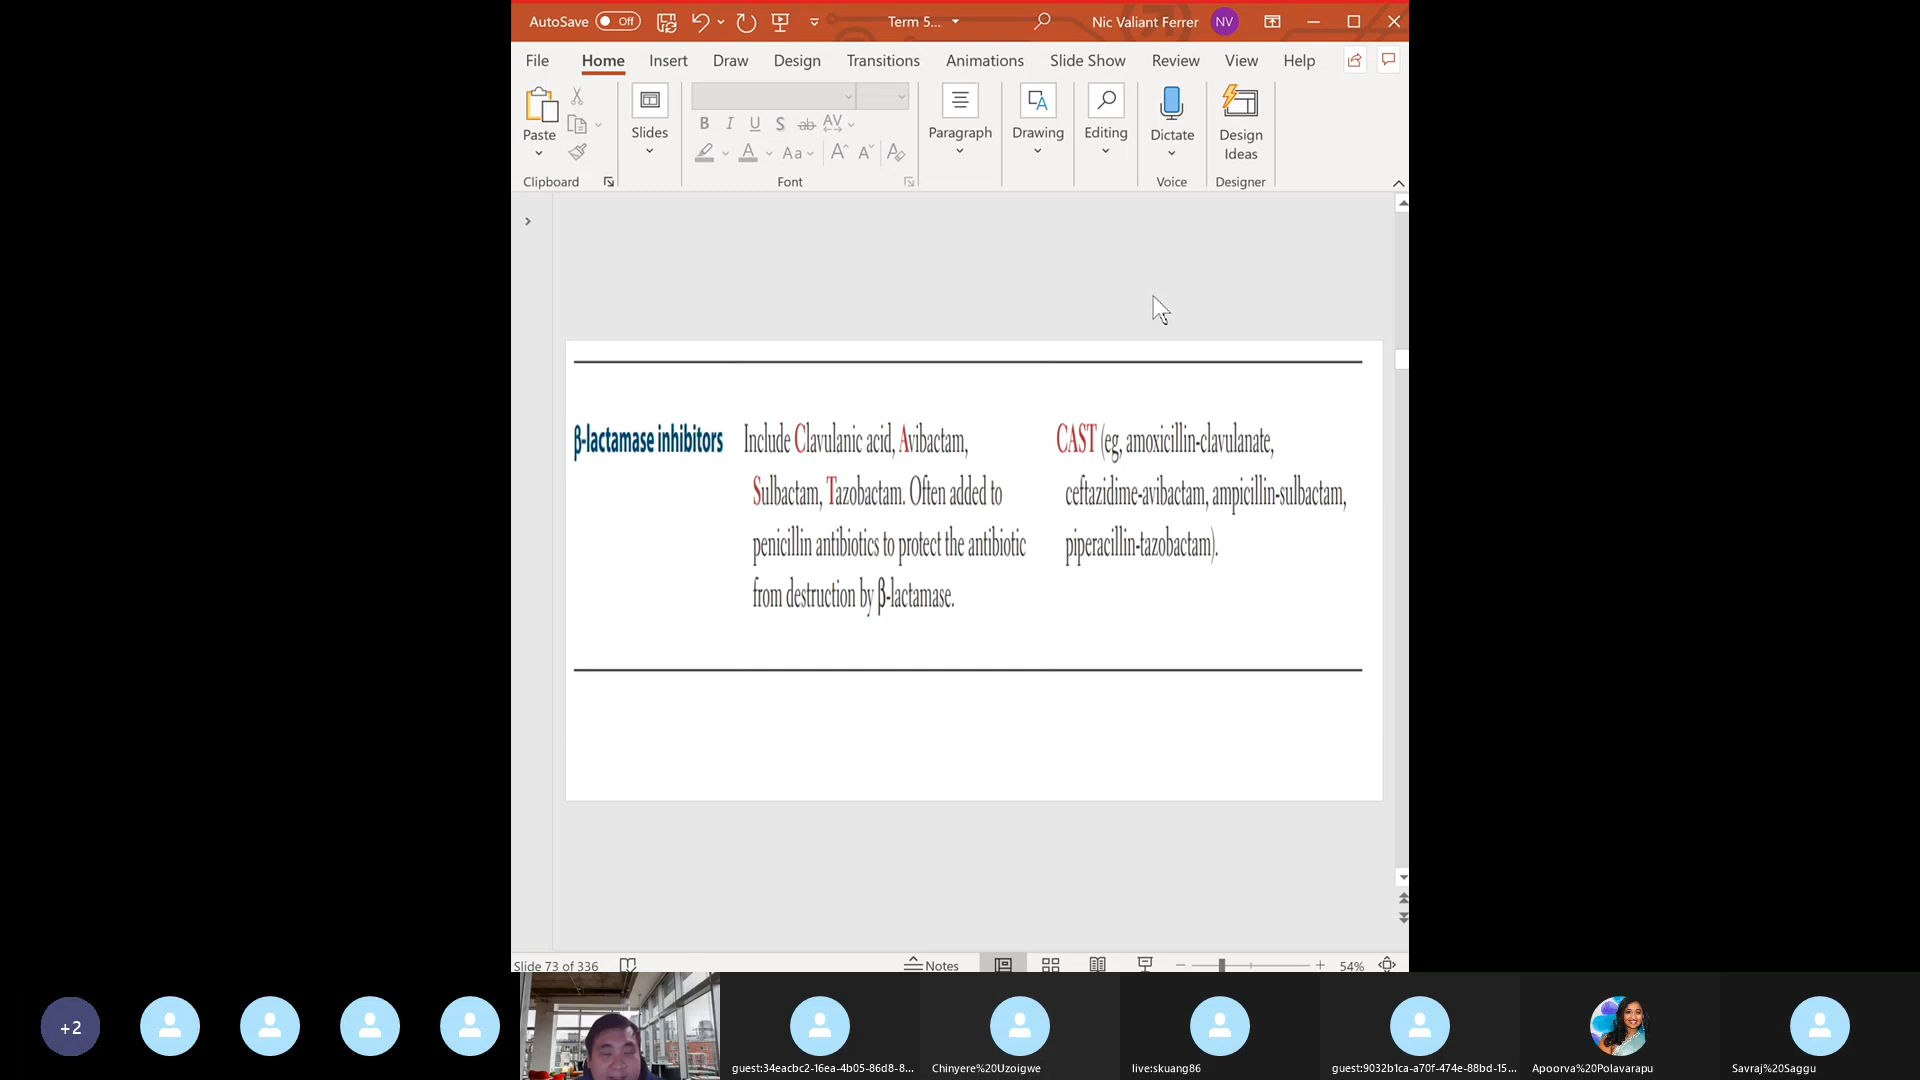 AutoSave Off Term 5... Nic Valiant Ferrer NV
File Home Insert Draw Design Transitions Animations Slide Show Review View Help
Paste Slides B I U S ab AV Aa A A A Paragraph Drawing Editing Dictate Design Ideas
Clipboard Font Voice Designer
β-lactamase inhibitors
Include Clavulanic acid, Avibactam,
Sulbactam, Tazobactam. Often added to
penicillin antibiotics to protect the antibiotic
from destruction by β-lactamase.
CAST (eg, amoxicillin-clavulanate,
ceftazidime-avibactam, ampicillin-sulbactam,
piperacillin-tazobactam).
Slide 73 of 336 Notes 54%
+2
guest:34eacbc2-16ea-4b05-86d8-8... Chinyere%20Uzoigwe live:skuang86 guest:9032b1ca-a70f-474e-88bd-15... Apoorva%20Polavarapu Savraj%20Saggu